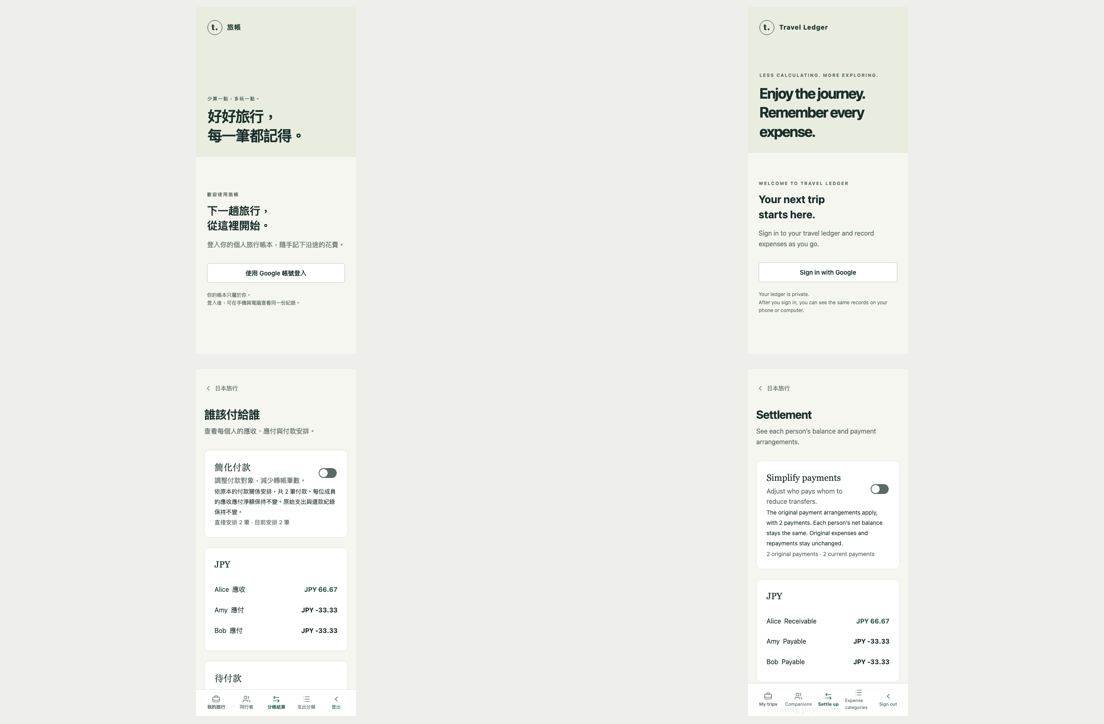 t. 旅帳
少算一點，多玩一點。
好好旅行，
每一筆都記得。
歡迎使用旅帳
下一趟旅行，
從這裡開始。
登入你的個人旅行帳本，隨手記下沿途的花費。
使用 Google 帳號登入
你的帳本只屬於你。
登入後，可在手機與電腦查看同一份紀錄。
t. Travel Ledger
LESS CALCULATING. MORE EXPLORING.
Enjoy the journey.
Remember every
expense.
WELCOME TO TRAVEL LEDGER
Your next trip
starts here.
Sign in to your travel ledger and record
expenses as you go.
Sign in with Google
Your ledger is private.
After you sign in, you can see the same records on your
phone or computer.
日本旅行
誰該付給誰
查看每個人的應收、應付與付款安排。
簡化付款
調整付款對象，減少轉帳筆數。
依原本的付款關係安排，共 2 筆付款。每位成員
的應收應付淨額保持不變，原始支出與還款紀錄
保持不變。
直接安排 2 筆 · 目前安排 2 筆
JPY
Alice 應收 JPY 66.67
Amy 應付 JPY -33.33
Bob 應付 JPY -33.33
待付款
我的旅行 同行者 分帳結算 支出分類 登出
日本旅行
Settlement
See each person's balance and payment
arrangements.
Simplify payments
Adjust who pays whom to
reduce transfers.
The original payment arrangements apply,
with 2 payments. Each person's net balance
stays the same. Original expenses and
repayments stay unchanged.
2 original payments · 2 current payments
JPY
Alice Receivable JPY 66.67
Amy Payable JPY -33.33
Bob Payable JPY -33.33
My trips Companions Settle up Expense categories Sign out